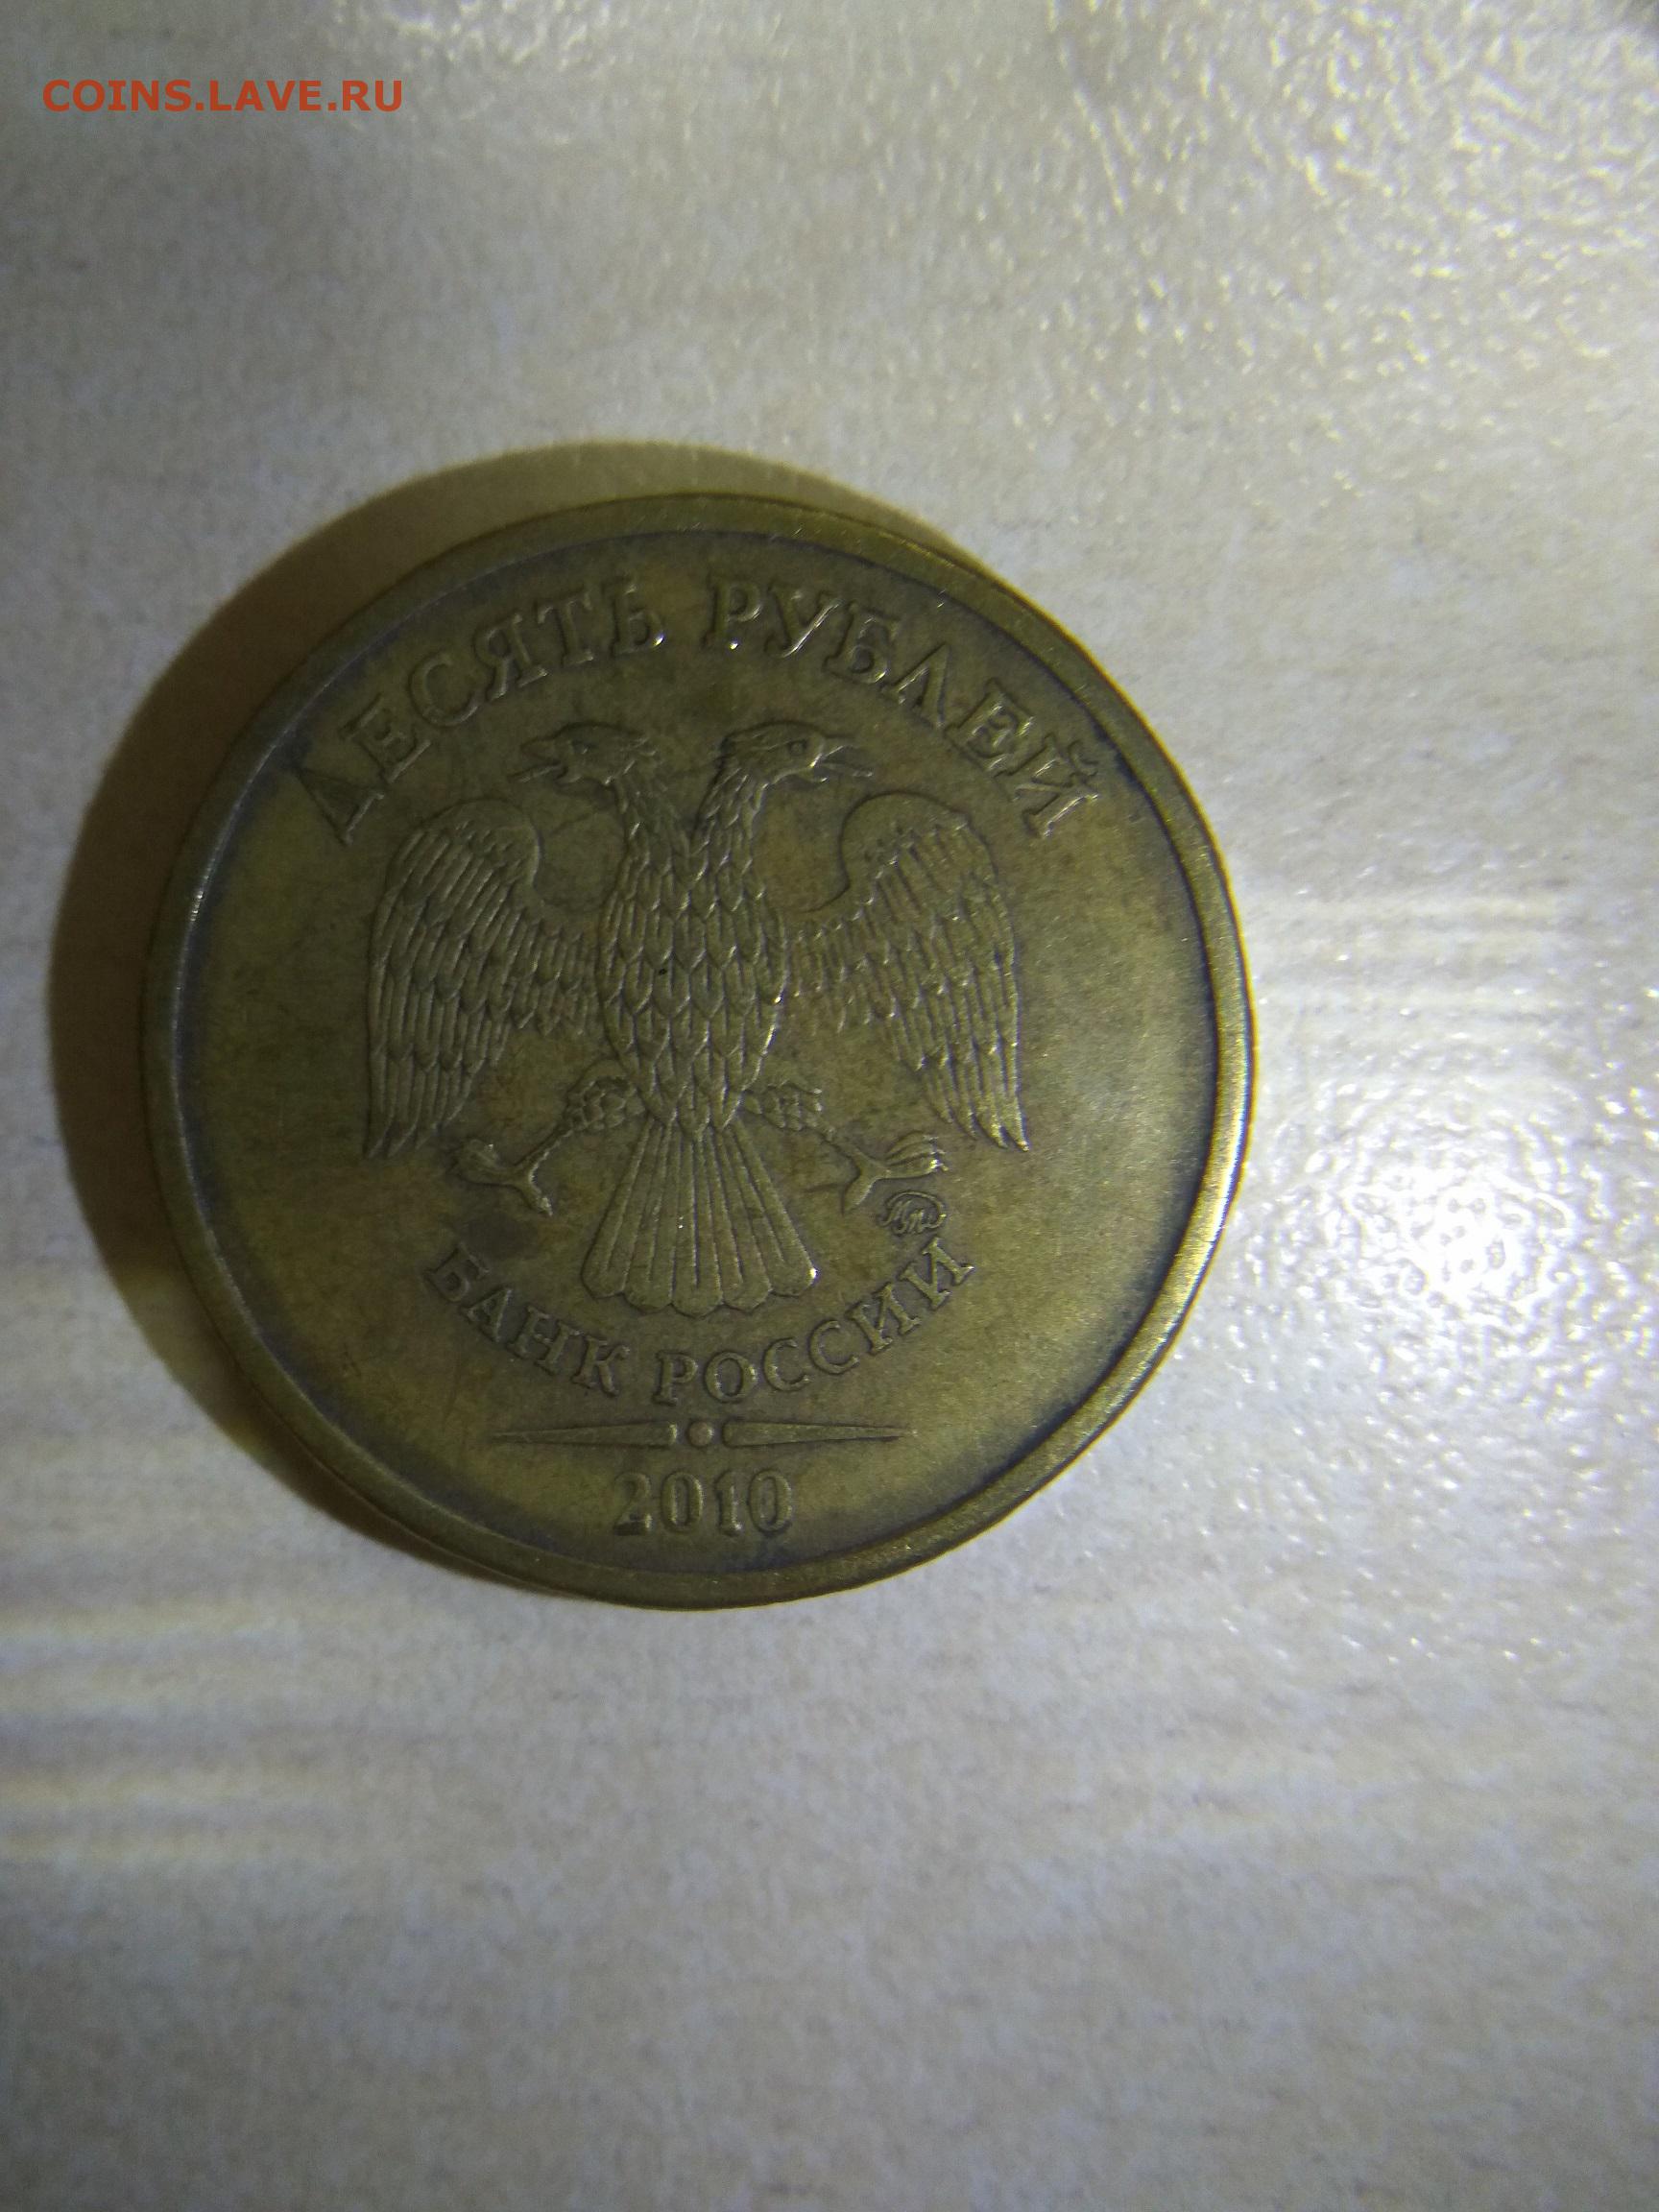 COINS.LAVE.RU
ДЕСЯТЬ РУБЛЕЙ
БАНК РОССИИ
2010